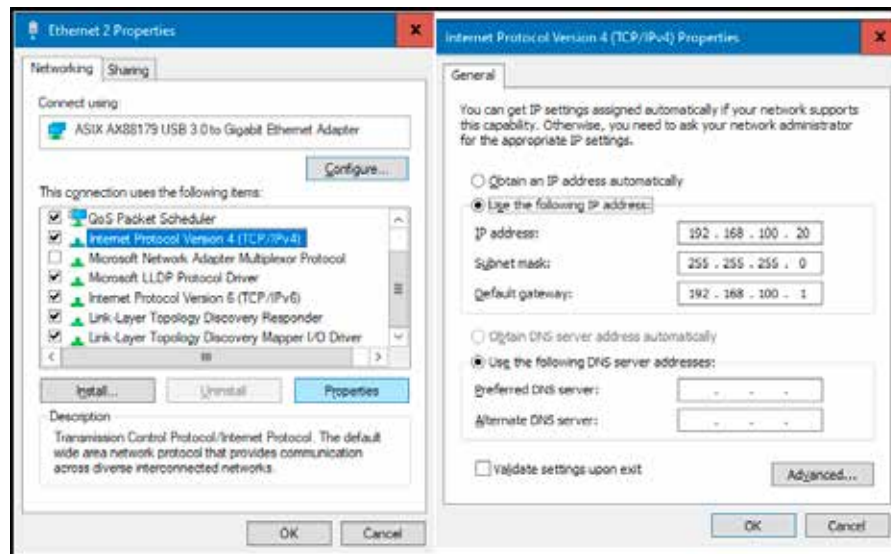 Ethernet 2 Properties
Networking Sharing
Connect using:
ASIX AX88179 USB 3.0 to Gigabit Ethernet Adapter
Configure...
This connection uses the following items:
QoS Packet Scheduler
Internet Protocol Version 4 (TCP/IPv4)
Microsoft Network Adapter Multiplexor Protocol
Microsoft LLDP Protocol Driver
Internet Protocol Version 6 (TCP/IPv6)
Link-Layer Topology Discovery Responder
Link-Layer Topology Discovery Mapper I/O Driver
Install... Uninstall Properties
Description
Transmission Control Protocol/Internet Protocol. The default
wide area network protocol that provides communication
across diverse interconnected networks.
OK Cancel
Internet Protocol Version 4 (TCP/IPv4) Properties
General
You can get IP settings assigned automatically if your network supports
this capability. Otherwise, you need to ask your network administrator
for the appropriate IP settings.
Obtain an IP address automatically
Use the following IP address:
IP address: 192 . 168 . 100 . 20
Subnet mask: 255 . 255 . 255 . 0
Default gateway: 192 . 168 . 100 . 1
Obtain DNS server address automatically
Use the following DNS server addresses:
Preferred DNS server: . . .
Alternate DNS server: . . .
Validate settings upon exit
Advanced...
OK Cancel